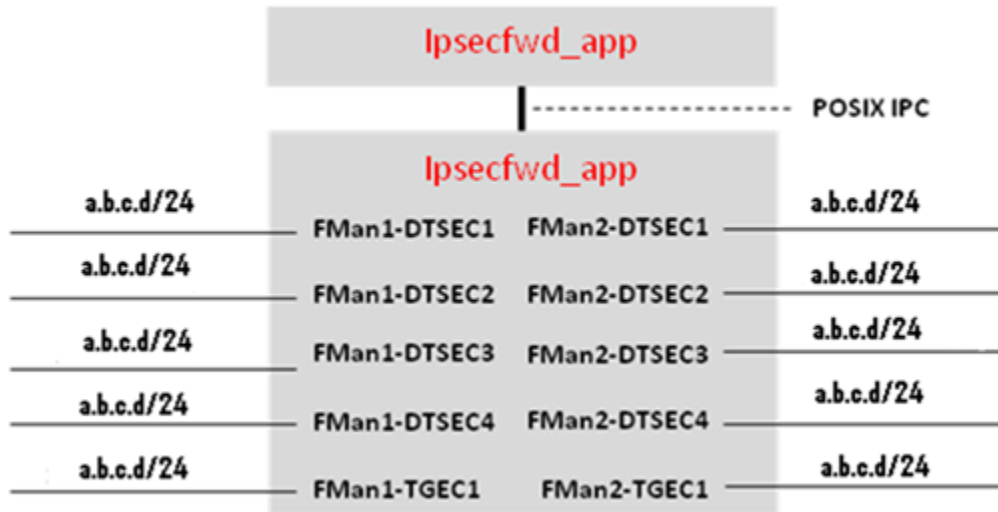 Ipsecfwd_app
POSIX IPC
Ipsecfwd_app
a.b.c.d/24 FMan1-DTSEC1 FMan2-DTSEC1 a.b.c.d/24
a.b.c.d/24 FMan1-DTSEC2 FMan2-DTSEC2 a.b.c.d/24
a.b.c.d/24 FMan1-DTSEC3 FMan2-DTSEC3 a.b.c.d/24
a.b.c.d/24 FMan1-DTSEC4 FMan2-DTSEC4 a.b.c.d/24
a.b.c.d/24 FMan1-TGEC1 FMan2-TGEC1 a.b.c.d/24